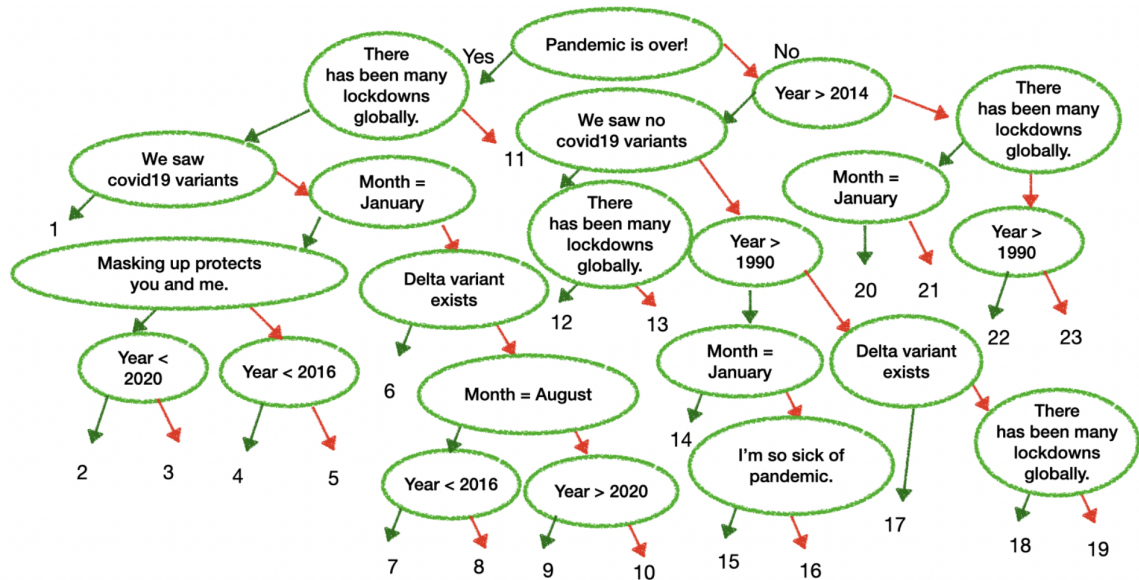 Pandemic is over!
Yes
No
There
has been many
lockdowns
globally.
Year > 2014
There
has been many
lockdowns
globally.
We saw no
covid19 variants
11
We saw
covid19 variants
Month =
January
Month =
January
1
There
has been many
lockdowns
globally.
Year >
1990
Year > 1990
Masking up protects
you and me.
Delta variant
exists
20
21
12
13
22
23
Year <
2020
Year < 2016
Month =
January
Delta variant
exists
6
Month = August
14
There
has been many
lockdowns
globally.
2
3
4
5
I'm so sick of
pandemic.
Year < 2016
Year > 2020
17
7
8
9
10
15
16
18
19